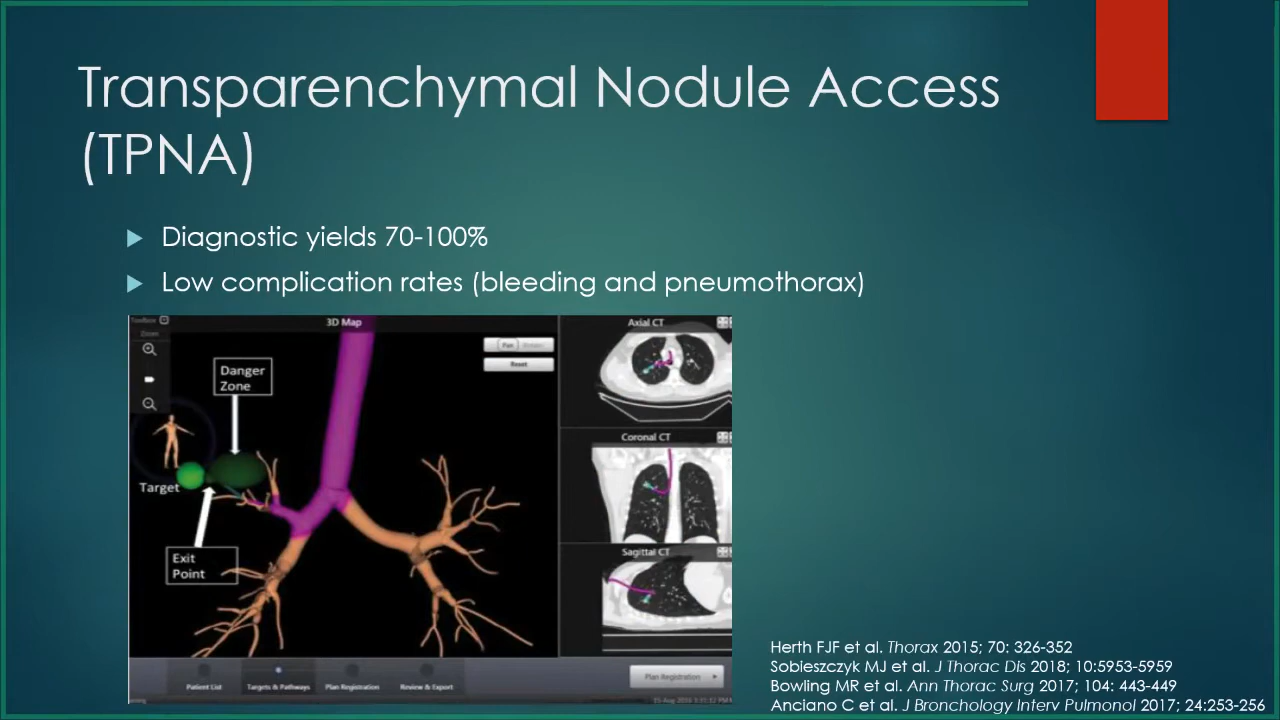 Transparenchymal Nodule Access
(TPNA)
Diagnostic yields 70-100%
Low complication rates (bleeding and pneumothorax)
3D Map
Zoom
Pan
Reset
Danger
Zone
Target
Exit
Point
Axial CT
Coronal CT
Sagittal CT
Patient List
Targets & Pathways
Plan Registration
Review & Export
Plan Registration
Herth FJF et al. Thorax 2015; 70: 326-352
Sobieszczyk MJ et al. J Thorac Dis 2018; 10:5953-5959
Bowling MR et al. Ann Thorac Surg 2017; 104: 443-449
Anciano C et al. J Bronchology Interv Pulmonol 2017; 24:253-256